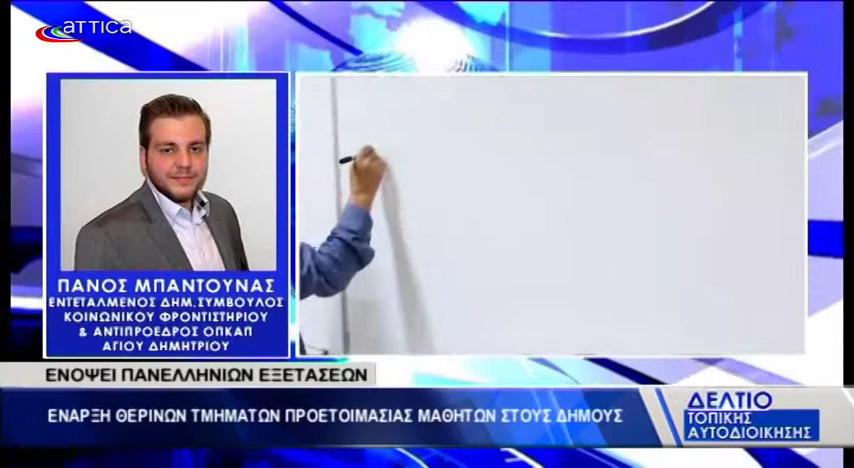 ATTICA
ΠΑΝΟΣ ΜΠΑΝΤΟΥΝΑΣ
ΕΝΤΕΤΑΛΜΕΝΟΣ ΔΗΜ.ΣΥΜΒΟΥΛΟΣ
ΚΟΙΝΩΝΙΚΟΥ ΦΡΟΝΤΙΣΤΗΡΙΟΥ
& ΑΝΤΙΠΡΟΕΔΡΟΣ ΟΠΚΑΠ
ΑΓΙΟΥ ΔΗΜΗΤΡΙΟΥ
ΕΝΟΨΕΙ ΠΑΝΕΛΛΗΝΙΩΝ ΕΞΕΤΑΣΕΩΝ
ΕΝΑΡΞΗ ΘΕΡΙΝΩΝ ΤΜΗΜΑΤΩΝ ΠΡΟΕΤΟΙΜΑΣΙΑΣ ΜΑΘΗΤΩΝ ΣΤΟΥΣ ΔΗΜΟΥΣ
ΔΕΛΤΙΟ
ΤΟΠΙΚΗΣ
ΑΥΤΟΔΙΟΙΚΗΣΗΣ